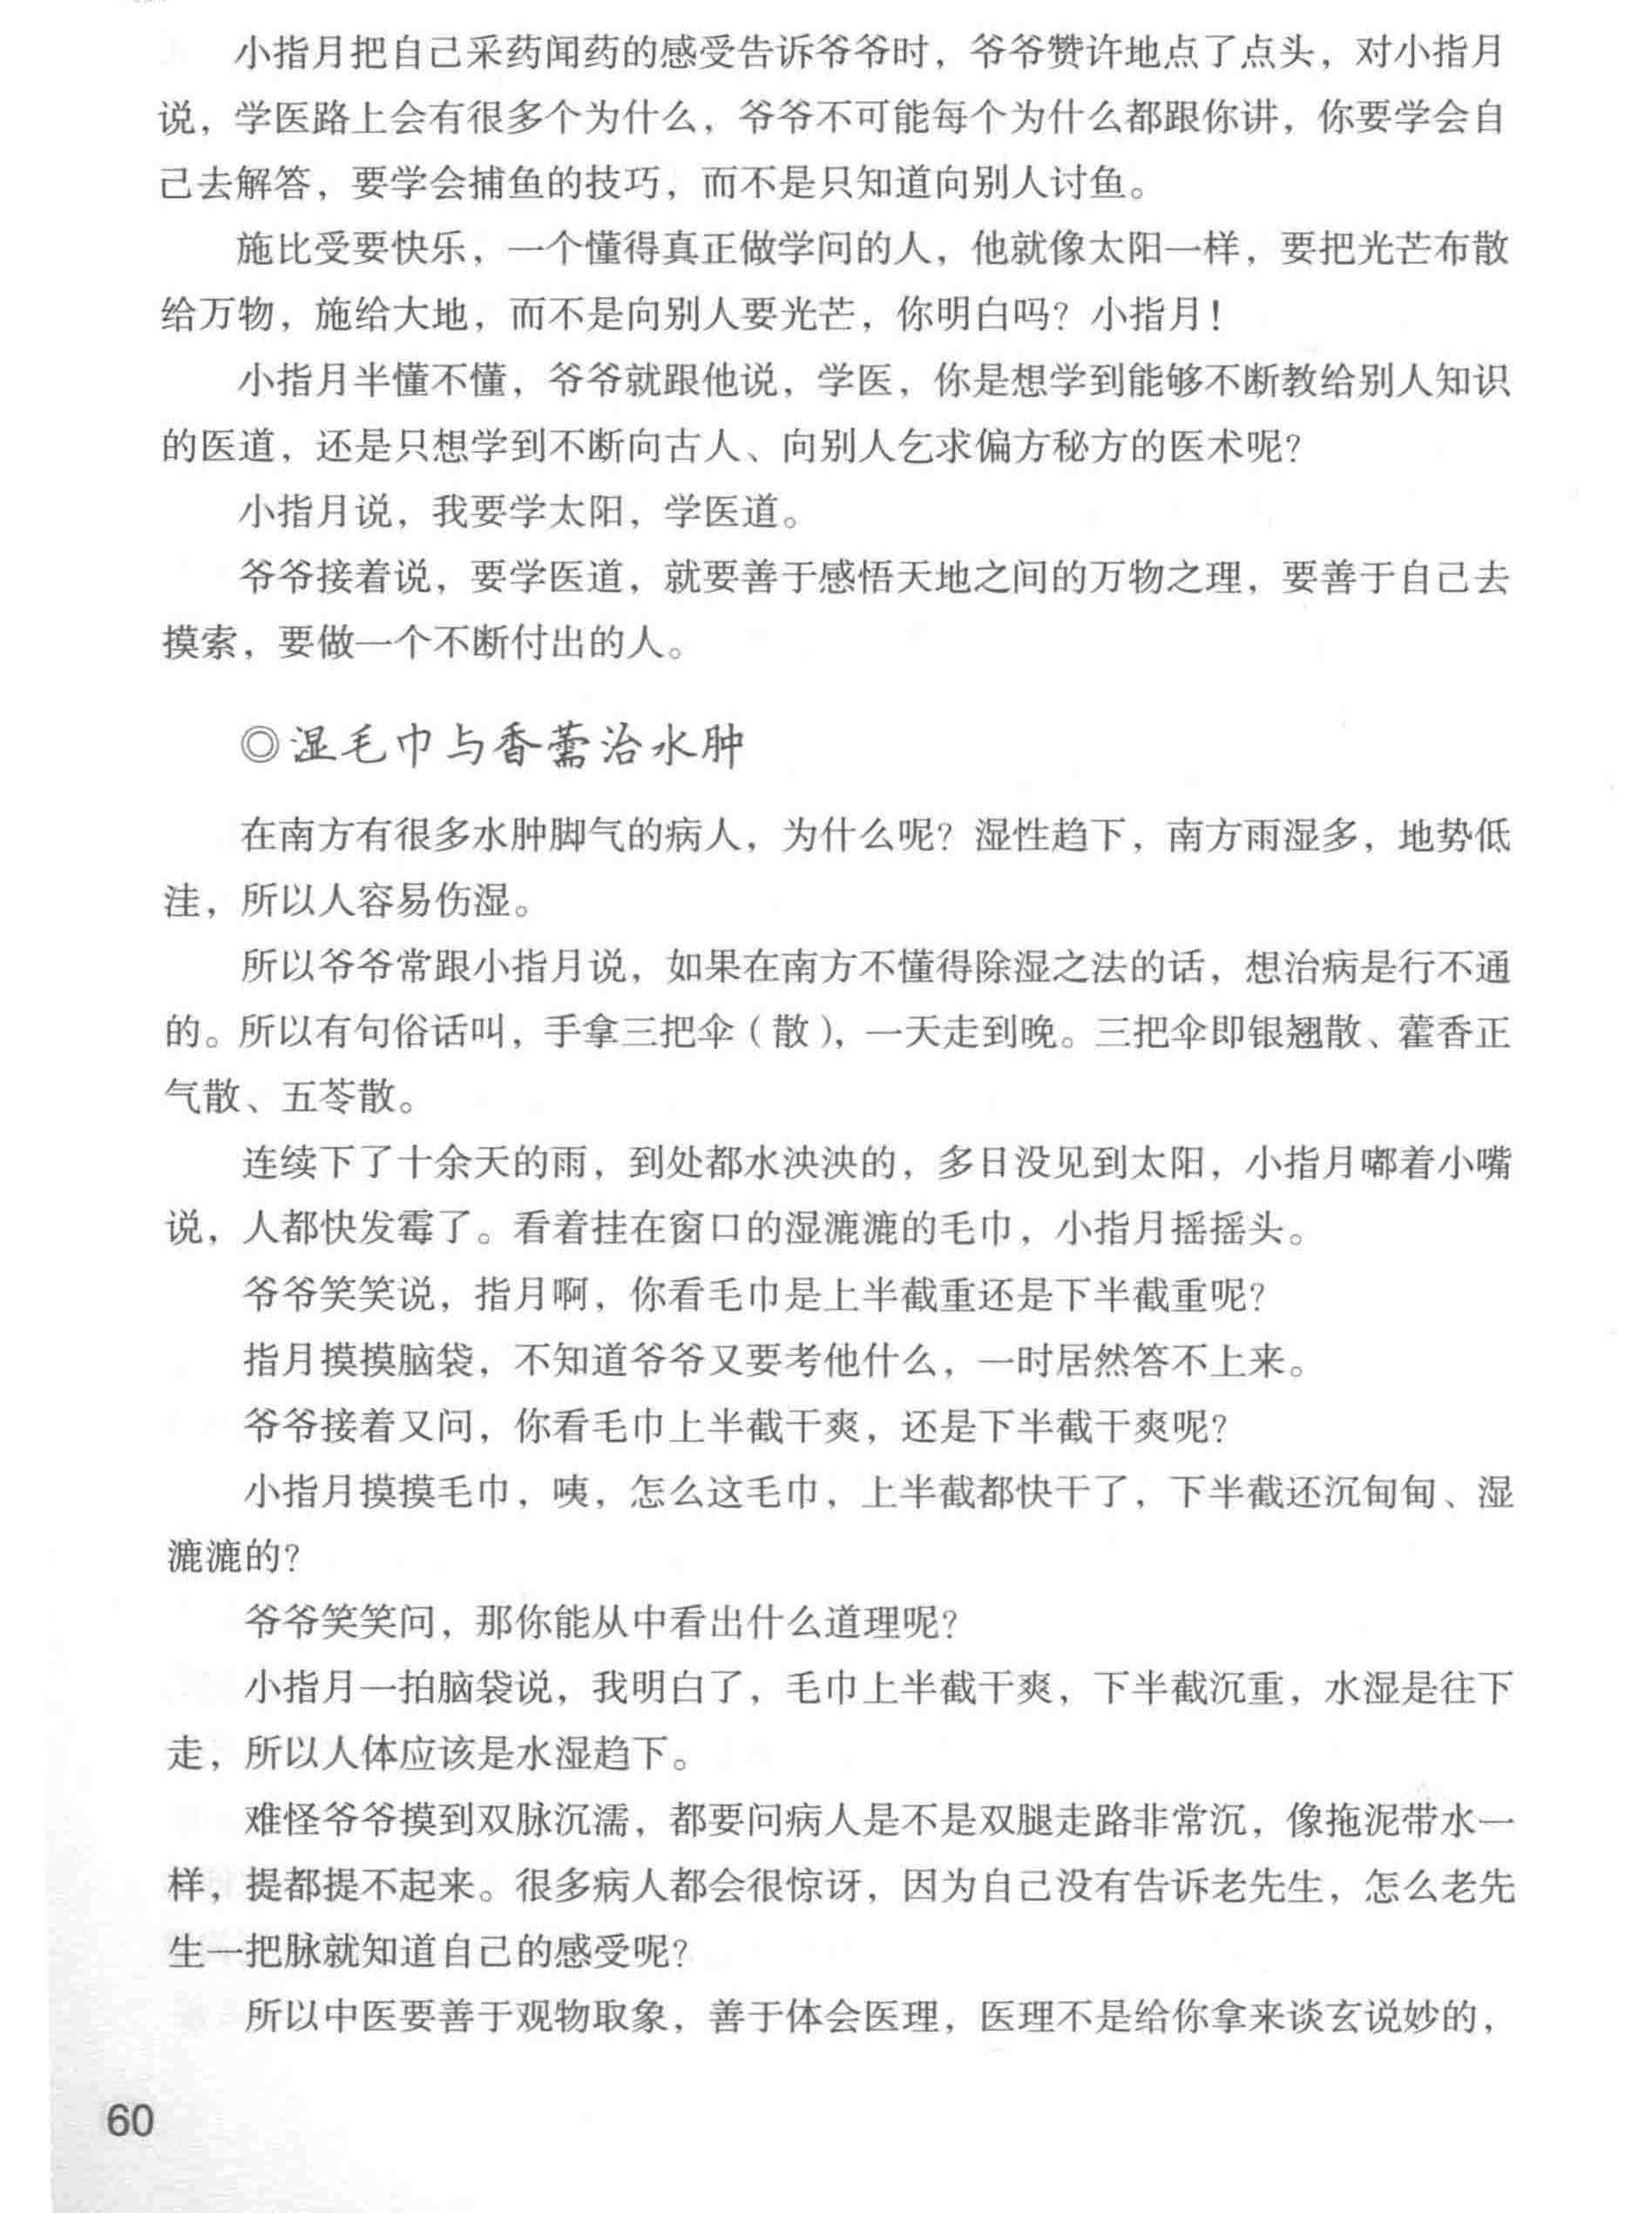 小指月把自己采药闻药的感受告诉爷爷时，爷爷赞许地点了点头，对小指月
说，学医路上会有很多个为什么，爷爷不可能每个为什么都跟你讲，你要学会自
己去解答，要学会捕鱼的技巧，而不是只知道向别人讨鱼。
施比受要快乐，一个懂得真正做学问的人，他就像太阳一样，要把光芒布散
给万物，施给大地，而不是向别人要光芒，你明白吗？小指月！
小指月半懂不懂，爷爷就跟他说，学医，你是想学到能够不断教给别人知识
的医道，还是只想学到不断向古人、向别人乞求偏方秘方的医术呢？
小指月说，我要学太阳，学医道。
爷爷接着说，要学医道，就要善于感悟天地之间的万物之理，要善于自己去
摸索，要做一个不断付出的人。
◎湿毛巾与香薷治水肿
在南方有很多水肿脚气的病人，为什么呢？湿性趋下，南方雨湿多，地势低
洼，所以人容易伤湿。
所以爷爷常跟小指月说，如果在南方不懂得除湿之法的话，想治病是行不通
的。所以有句俗话叫，手拿三把伞（散），一天走到晚。三把伞即银翘散、藿香正
气散、五苓散。
连续下了十余天的雨，到处都水泱泱的，多日没见到太阳，小指月嘟着小嘴
说，人都快发霉了。看着挂在窗口的湿漉漉的毛巾，小指月摇摇头。
爷爷笑笑说，指月啊，你看毛巾是上半截重还是下半截重呢？
指月摸摸脑袋，不知道爷爷又要考他什么，一时居然答不上来。
爷爷接着又问，你看毛巾上半截干爽，还是下半截干爽呢？
小指月摸摸毛巾，咦，怎么这毛巾，上半截都快干了，下半截还沉甸甸、湿
漉漉的？
爷爷笑笑问，那你能从中看出什么道理呢？
小指月一拍脑袋说，我明白了，毛巾上半截干爽，下半截沉重，水湿是往下
走，所以人体应该是水湿趋下。
难怪爷爷摸到双脉沉濡，都要问病人是不是双腿走路非常沉，像拖泥带水一
样，提都提不起来。很多病人都会很惊讶，因为自己没有告诉老先生，怎么老先
生一把脉就知道自己的感受呢？
所以中医要善于观物取象，善于体会医理，医理不是给你拿来谈玄说妙的，
60